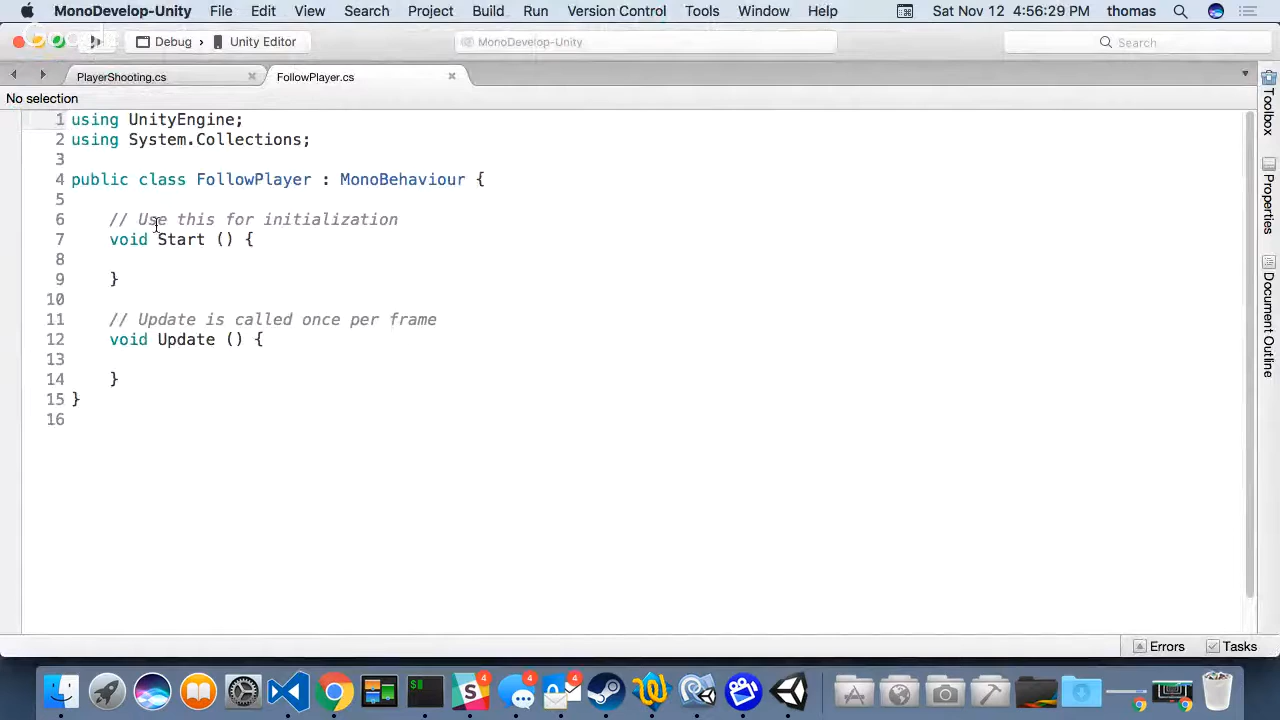 MonoDevelop-Unity File Edit View Search Project Build Run Version Control Tools Window Help Sat Nov 12 4:56:29 PM thomas
Debug Unity Editor MonoDevelop-Unity Search
PlayerShooting.cs FollowPlayer.cs
No selection
1 using UnityEngine;
2 using System.Collections;
3
4 public class FollowPlayer : MonoBehaviour {
5
6 // Use this for initialization
7 void Start () {
8
9 }
10
11 // Update is called once per frame
12 void Update () {
13
14 }
15 }
16
Toolbox
Properties
Document Outline
Errors Tasks
4 4 4